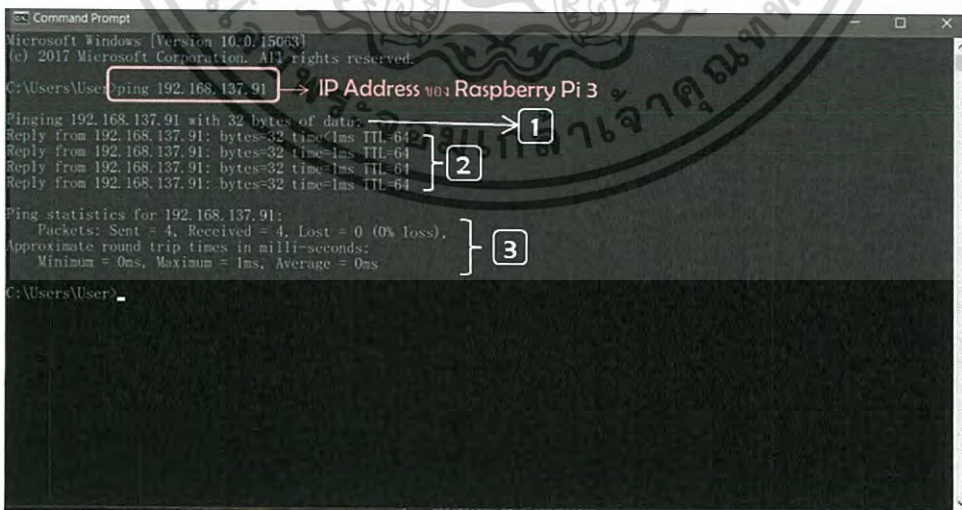 Command Prompt
Microsoft Windows [Version 10.0.15063]
(c) 2017 Microsoft Corporation. All rights reserved.
C:\Users\User>ping 192.168.137.91 → IP Address ของ Raspberry Pi 3
Pinging 192.168.137.91 with 32 bytes of data:
1
Reply from 192.168.137.91: bytes=32 time<1ms TTL=64
Reply from 192.168.137.91: bytes=32 time=1ms TTL=64
Reply from 192.168.137.91: bytes=32 time=1ms TTL=64
Reply from 192.168.137.91: bytes=32 time=1ms TTL=64
2
Ping statistics for 192.168.137.91:
Packets: Sent = 4, Received = 4, Lost = 0 (0% loss),
Approximate round trip times in milli-seconds:
Minimum = 0ms, Maximum = 1ms, Average = 0ms
3
C:\Users\User>